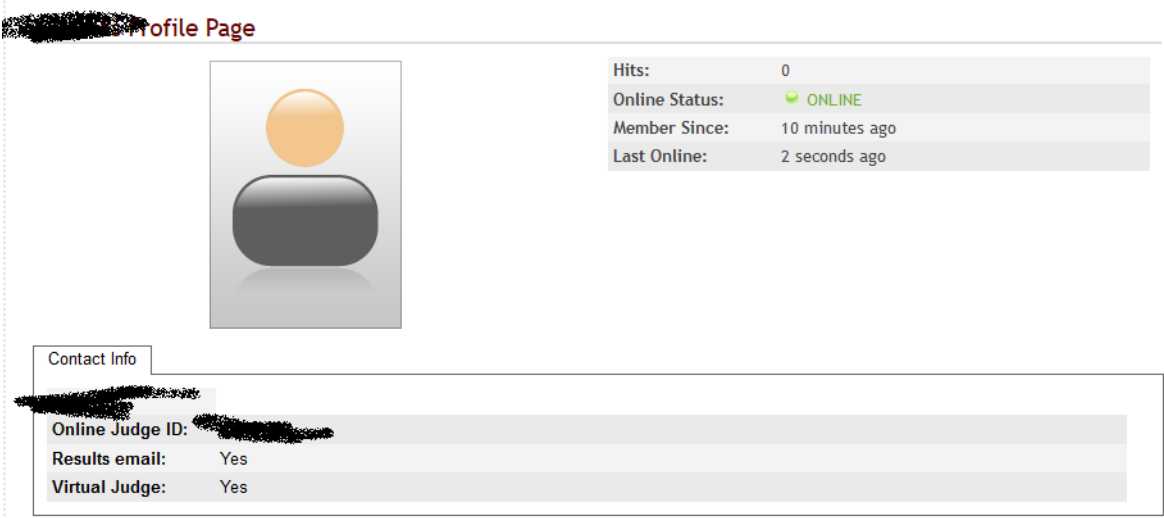 Profile Page
Hits: 0
Online Status: ONLINE
Member Since: 10 minutes ago
Last Online: 2 seconds ago
Contact Info
Online Judge ID:
Results email: Yes
Virtual Judge: Yes